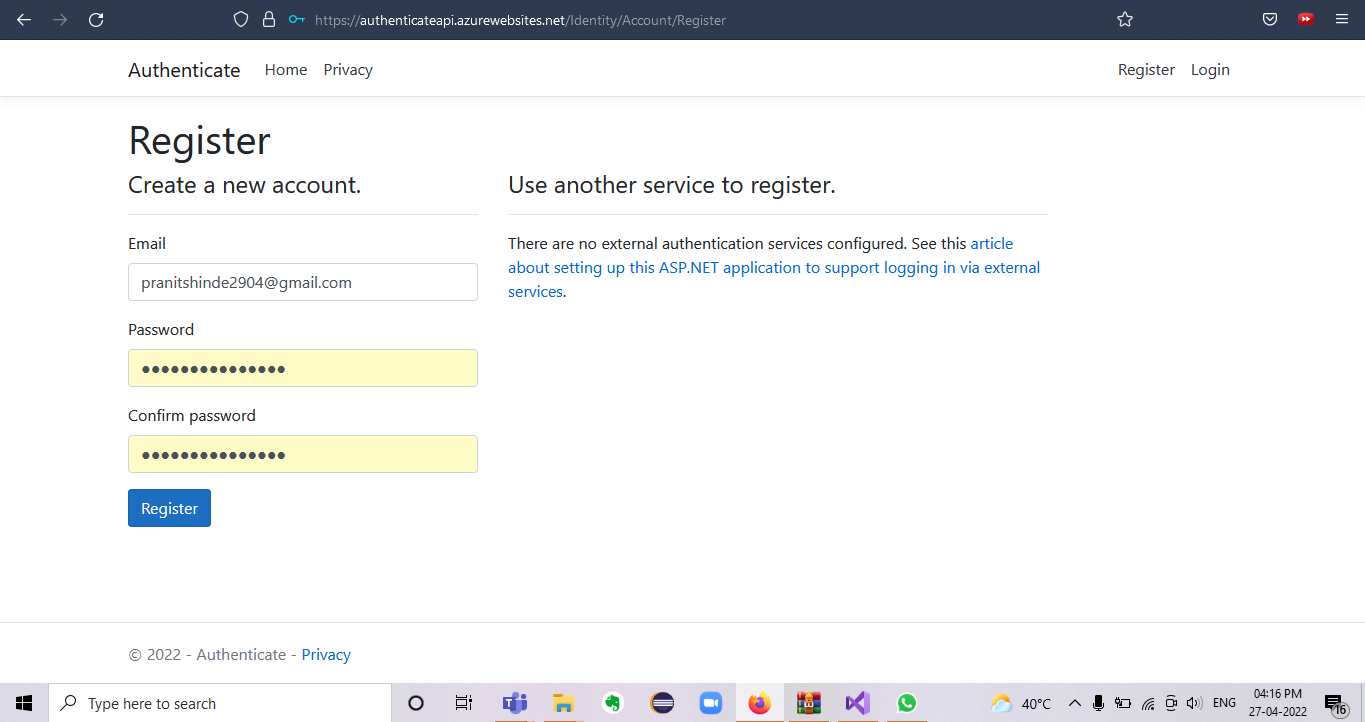 https://authenticateapi.azurewebsites.net/Identity/Account/Register
Authenticate Home Privacy Register Login
Register
Create a new account.
Use another service to register.
Email
pranitshinde2904@gmail.com
Password
●●●●●●●●●●●●●●●
Confirm password
●●●●●●●●●●●●●●●
Register
There are no external authentication services configured. See this article
about setting up this ASP.NET application to support logging in via external
services.
© 2022 - Authenticate - Privacy
Type here to search
40°C
ENG
04:16 PM
27-04-2022
16